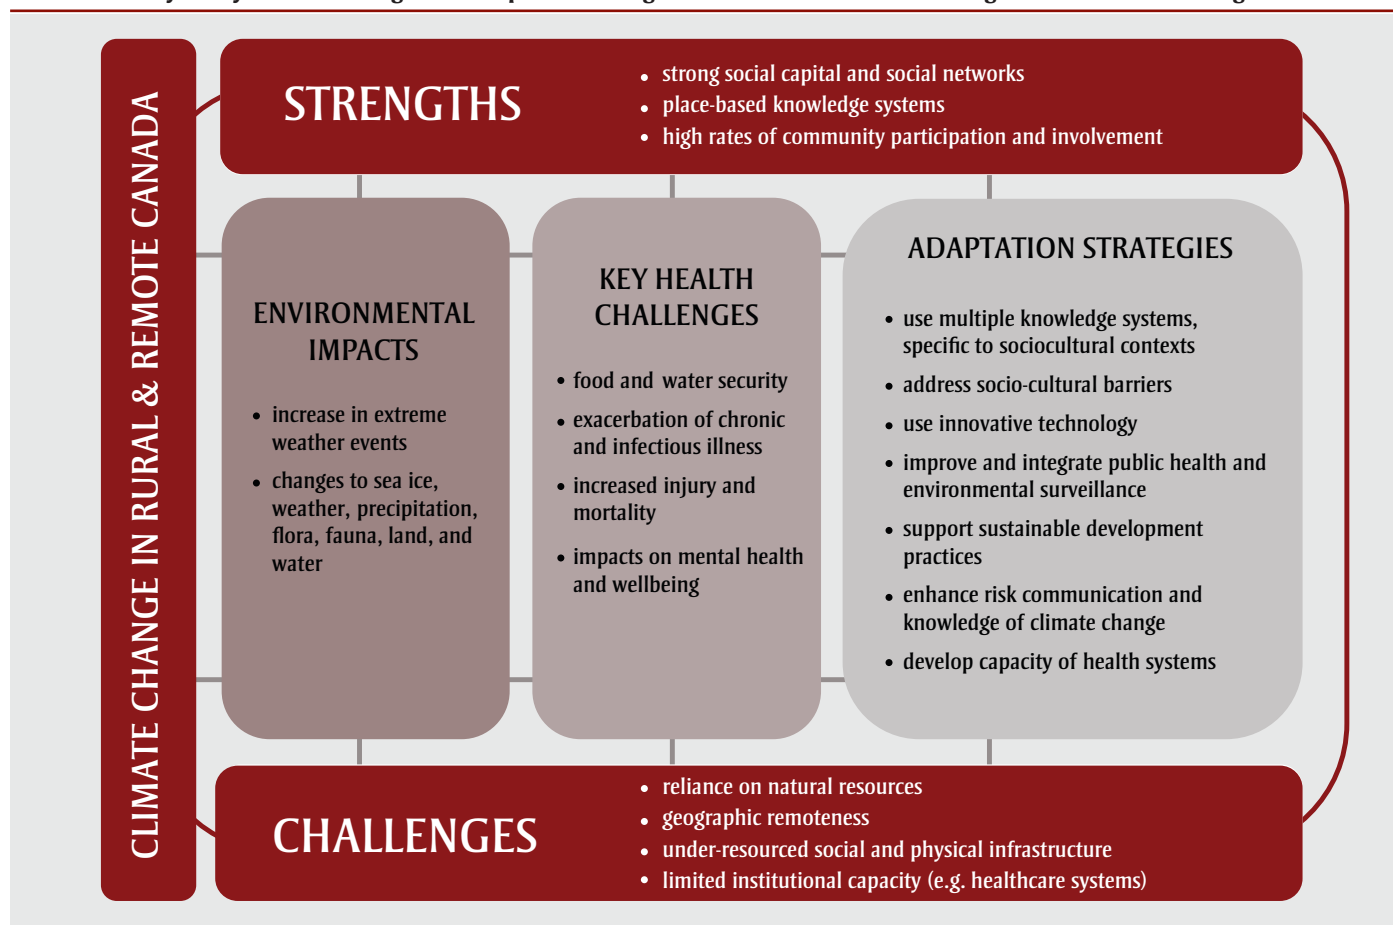 CLIMATE CHANGE IN RURAL & REMOTE CANADA
STRENGTHS
• strong social capital and social networks
• place-based knowledge systems
• high rates of community participation and involvement
ENVIRONMENTAL
IMPACTS
• increase in extreme
weather events
• changes to sea ice,
weather, precipitation,
flora, fauna, land, and
water
KEY HEALTH
CHALLENGES
• food and water security
• exacerbation of chronic
and infectious illness
• increased injury and
mortality
• impacts on mental health
and wellbeing
ADAPTATION STRATEGIES
• use multiple knowledge systems,
specific to sociocultural contexts
• address socio-cultural barriers
• use innovative technology
• improve and integrate public health and
environmental surveillance
• support sustainable development
practices
• enhance risk communication and
knowledge of climate change
• develop capacity of health systems
CHALLENGES
• reliance on natural resources
• geographic remoteness
• under-resourced social and physical infrastructure
• limited institutional capacity (e.g. healthcare systems)